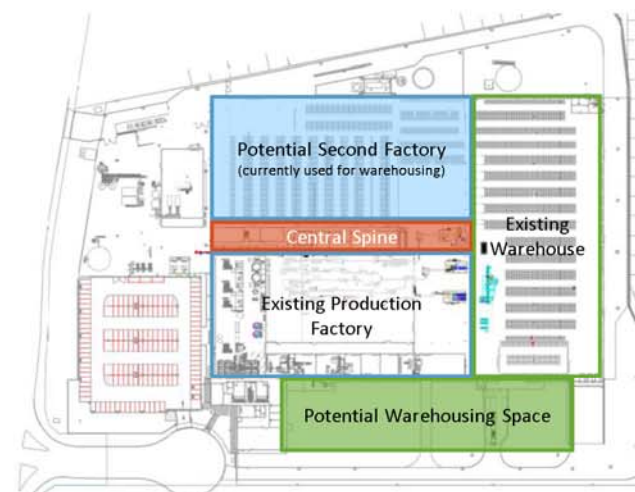 Potential Second Factory
(currently used for warehousing)
Central Spine
Existing
Warehouse
Existing Production
Factory
Potential Warehousing Space